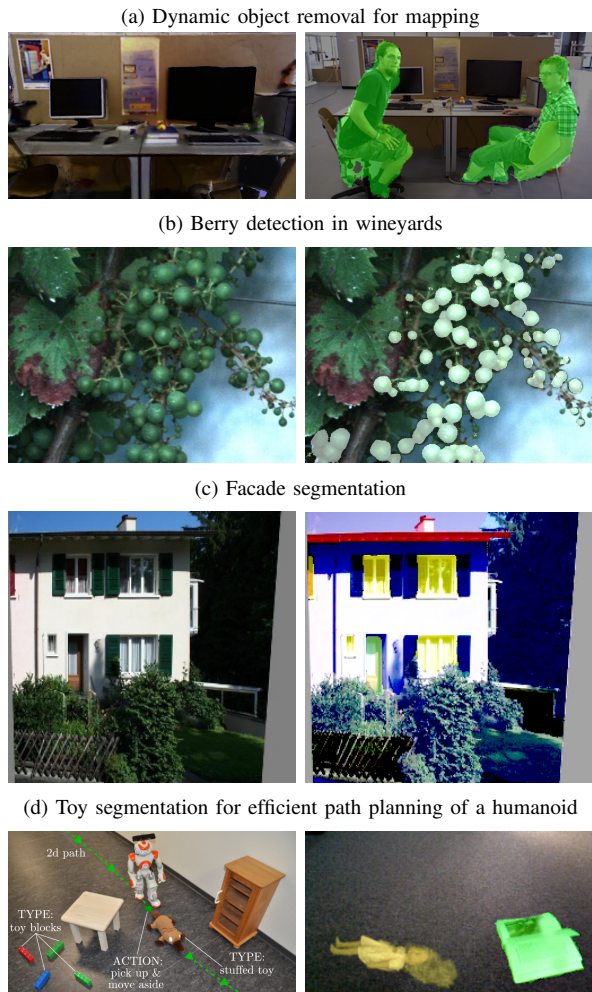 (a) Dynamic object removal for mapping
(b) Berry detection in wineyards
(c) Facade segmentation
(d) Toy segmentation for efficient path planning of a humanoid
2d path
TYPE:
toy blocks
ACTION:
pick up &
move aside
TYPE:
stuffed toy